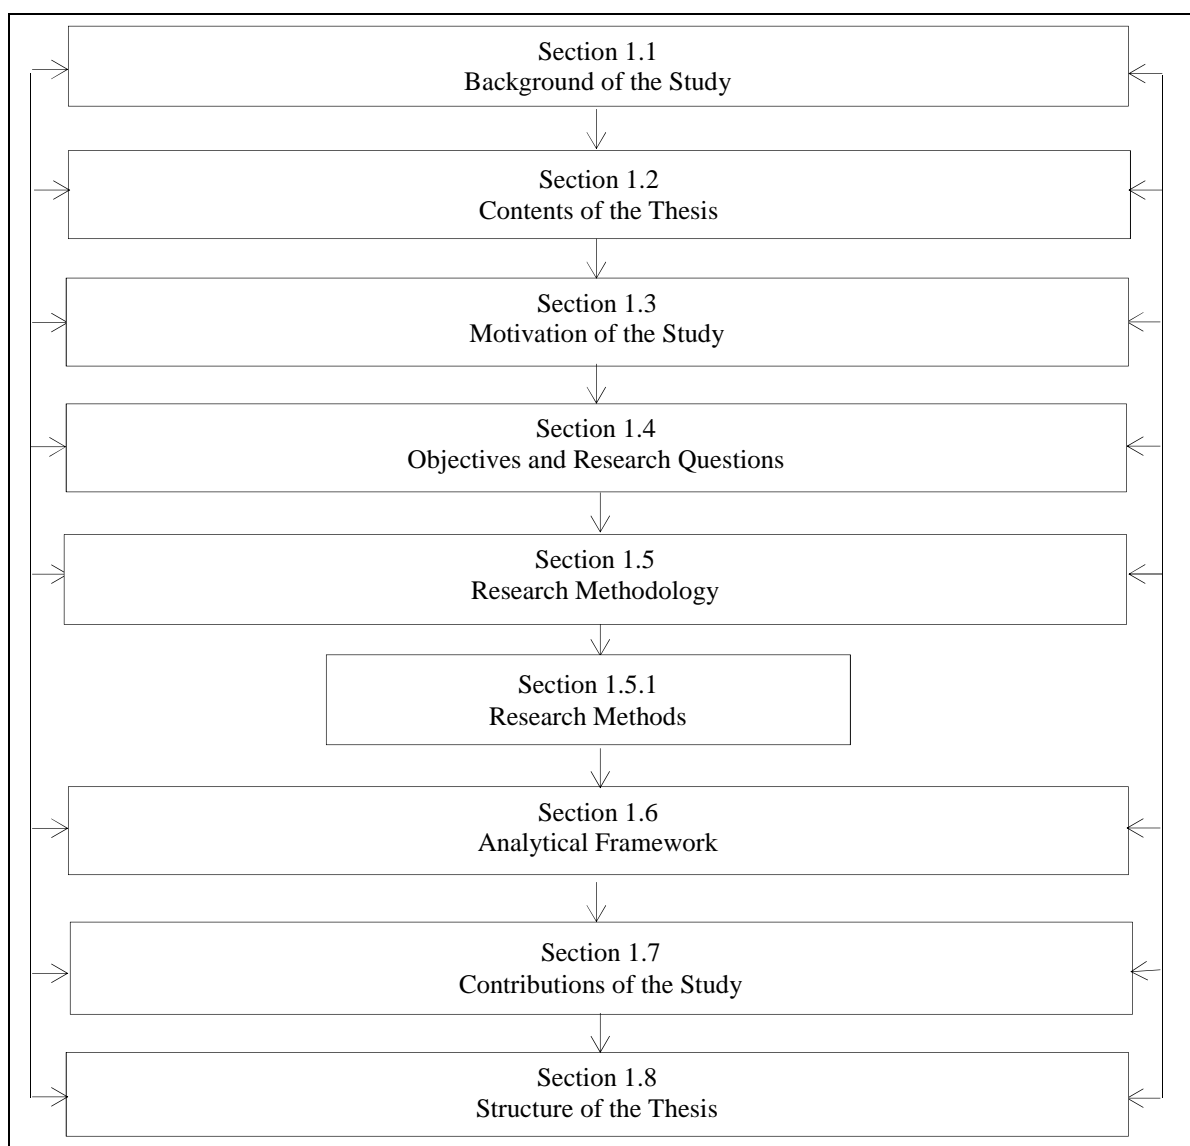 Section 1.1
Background of the Study
Section 1.2
Contents of the Thesis
Section 1.3
Motivation of the Study
Section 1.4
Objectives and Research Questions
Section 1.5
Research Methodology
Section 1.5.1
Research Methods
Section 1.6
Analytical Framework
Section 1.7
Contributions of the Study
Section 1.8
Structure of the Thesis